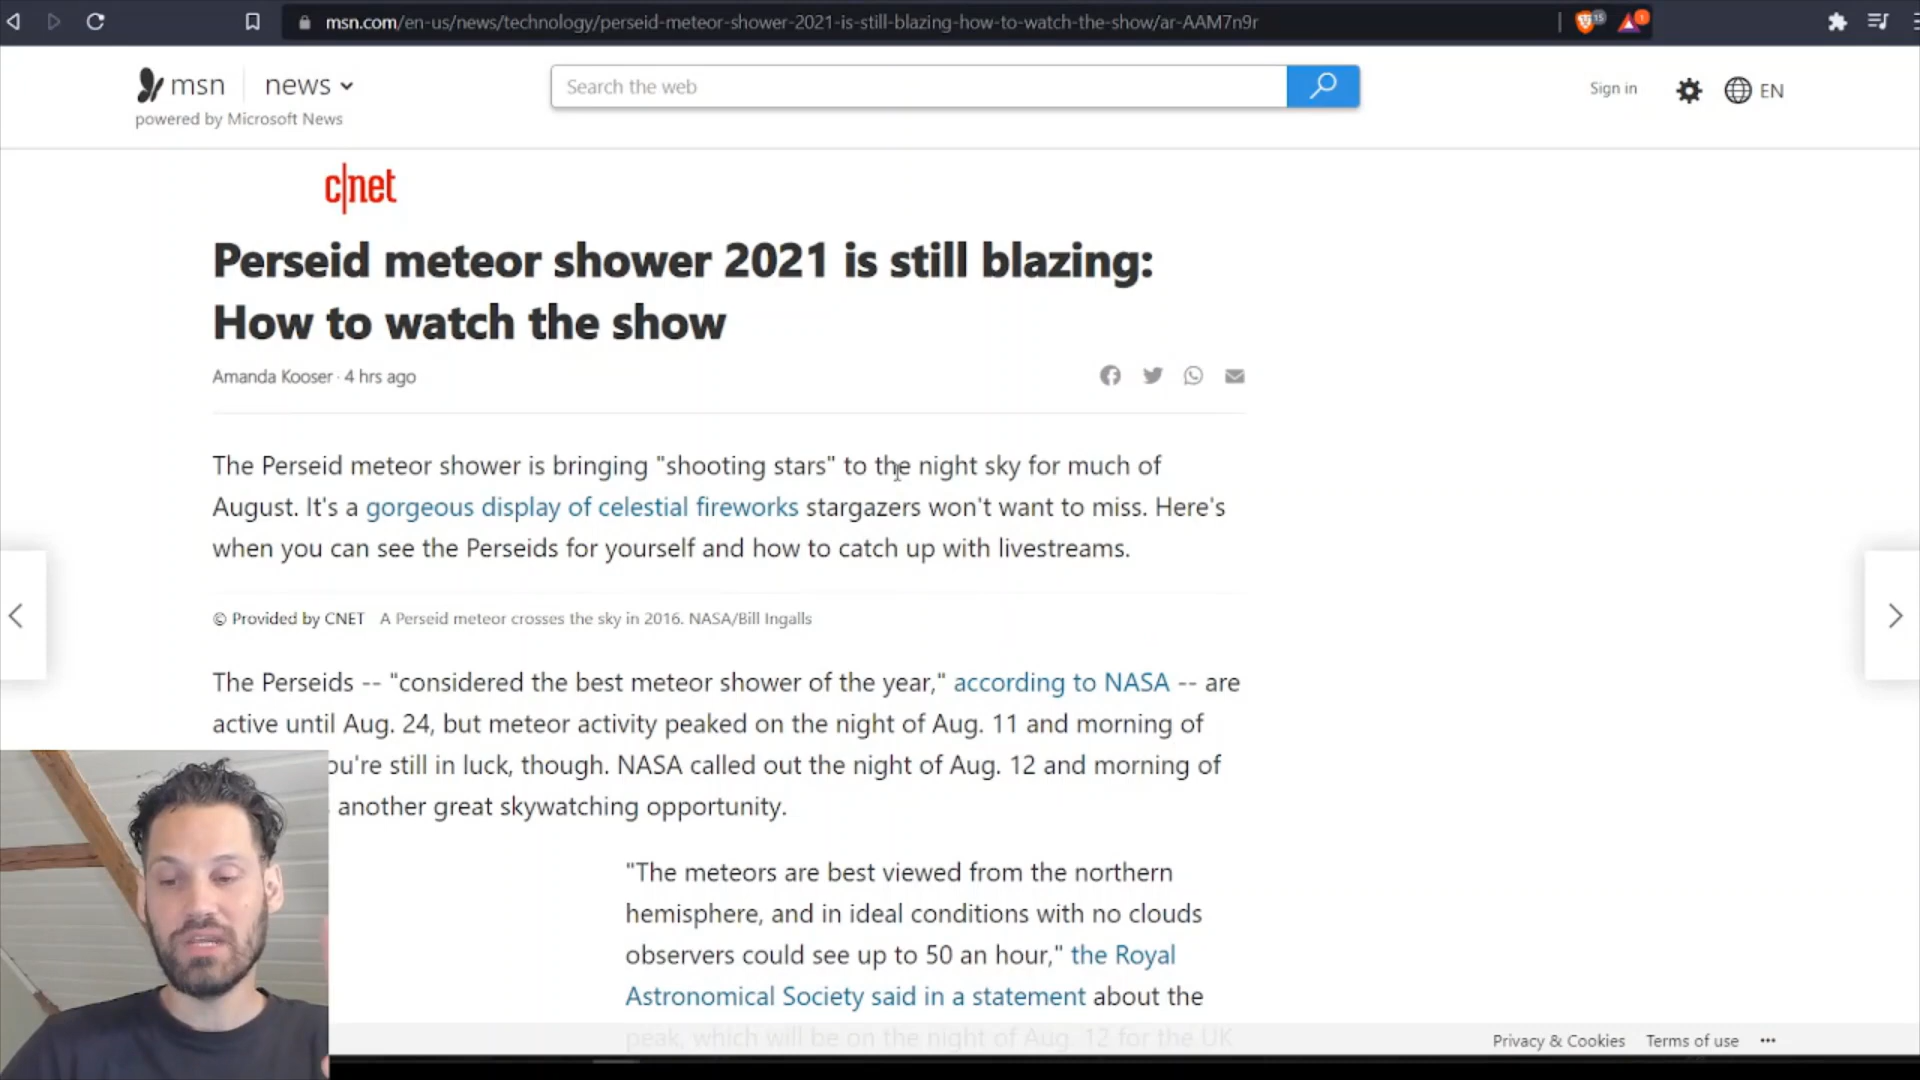 msn.com/en-us/news/technology/perseid-meteor-shower-2021-is-still-blazing-how-to-watch-the-show/ar-AAM7n9r
15
1
msn
news
Search the web
Sign in
EN
powered by Microsoft News
c|net
Perseid meteor shower 2021 is still blazing:
How to watch the show
Amanda Kooser · 4 hrs ago
The Perseid meteor shower is bringing "shooting stars" to the night sky for much of
August. It's a gorgeous display of celestial fireworks stargazers won't want to miss. Here's
when you can see the Perseids for yourself and how to catch up with livestreams.
© Provided by CNET A Perseid meteor crosses the sky in 2016. NASA/Bill Ingalls
The Perseids -- "considered the best meteor shower of the year," according to NASA -- are
active until Aug. 24, but meteor activity peaked on the night of Aug. 11 and morning of
ou're still in luck, though. NASA called out the night of Aug. 12 and morning of
another great skywatching opportunity.
"The meteors are best viewed from the northern
hemisphere, and in ideal conditions with no clouds
observers could see up to 50 an hour," the Royal
Astronomical Society said in a statement about the
peak, which will be on the night of Aug. 12 for the UK
Privacy & Cookies Terms of use ...